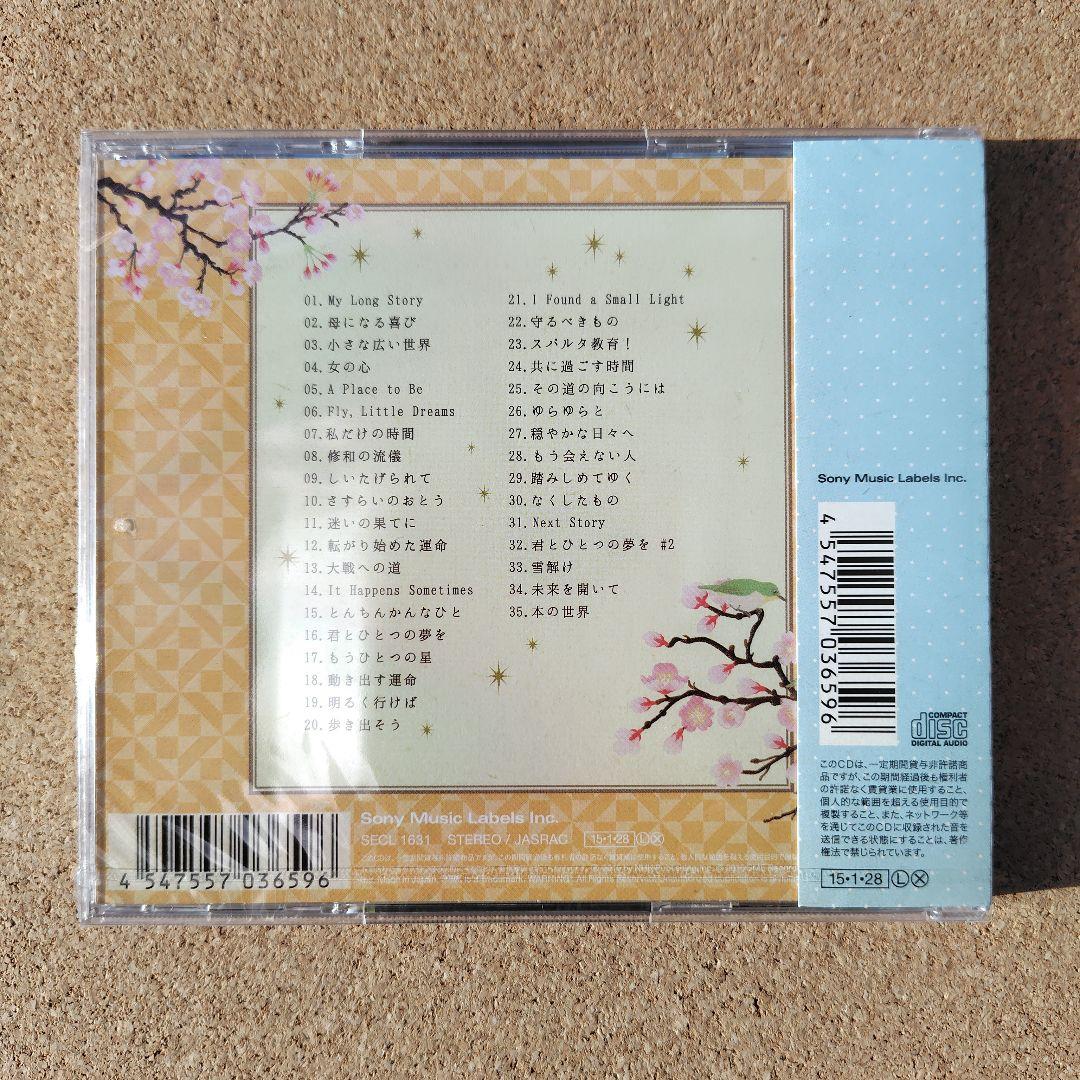 01. My Long Story
02. 母になる喜び
03. 小さな広い世界
04. 女の心
05. A Place to Be
06. Fly, Little Dreams
07. 私だけの時間
08. 修和の流儀
09. しいたげられて
10. さすらいのおとう
11. 迷いの果てに
12. 転がり始めた運命
13. 大戦への道
14. It Happens Sometimes
15. とんちんかんなひと
16. 君とひとつの夢を
17. もうひとつの星
18. 動き出す運命
19. 明るく行けば
20. 歩き出そう
21. I Found a Small Light
22. 守るべきもの
23. スパルタ教育！
24. 共に過ごす時間
25. その道の向こうには
26. ゆらゆらと
27. 穏やかな日々へ
28. もう会えない人
29. 踏みしめてゆく
30. なくしたもの
31. Next Story
32. 君とひとつの夢を #2
33. 雪解け
34. 未来を開いて
35. 本の世界
Sony Music Labels Inc.
SECL 1631 STEREO / JASRAC 15・1・28 Ⓛ Ⓧ
4 547557 036596
Sony Music Labels Inc.
4 547557 036596
COMPACT
disc
DIGITAL AUDIO
このCDは、一定期間貸与非許諾商
品ですが、この期間経過後も権利者
の許諾なく賃貸業に使用すること、
個人的な範囲を超える使用目的で
複製すること、また、ネットワーク等
を通じてこのCDに収録された音を
送信できる状態にすることは、著作
権法で禁じられています。
15・1・28 Ⓛ Ⓧ